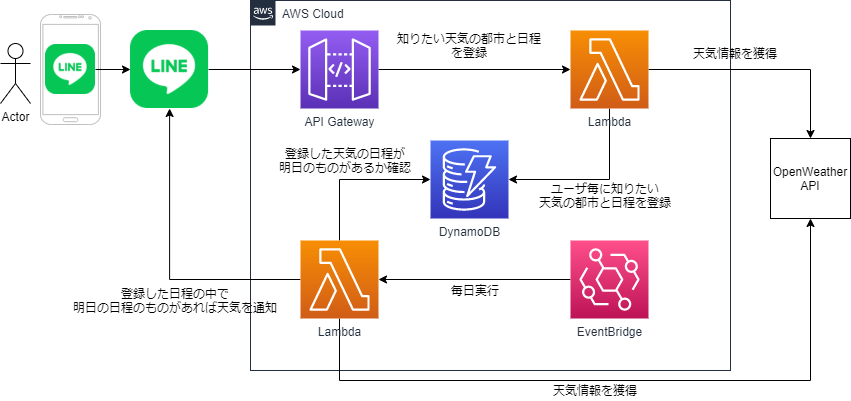 aws
AWS Cloud
LINE
LINE
Actor
知りたい天気の都市と日程
を登録
天気情報を獲得
API Gateway
Lambda
登録した天気の日程が
明日のものがあるか確認
ユーザ毎に知りたい
天気の都市と日程を登録
OpenWeather
API
DynamoDB
登録した日程の中で
明日の日程のものがあれば天気を通知
毎日実行
Lambda
EventBridge
天気情報を獲得